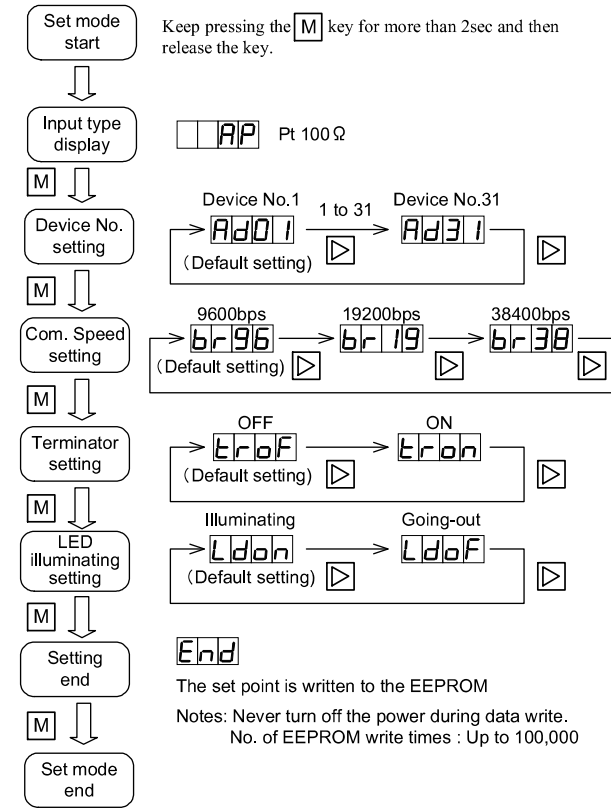 Set mode
start
Keep pressing the M key for more than 2sec and then
release the key.
Input type
display
AP Pt 100Ω
M
Device No.1 1 to 31 Device No.31
Device No.
setting
Ad01 Ad31
(Default setting)
M
9600bps 19200bps 38400bps
Com. Speed
setting
br96 br19 br38
(Default setting)
M
OFF ON
Terminator
setting
troF tron
(Default setting)
M
Illuminating Going-out
LED
illuminating
setting
Ldon LdoF
(Default setting)
M
Setting
end
End
The set point is written to the EEPROM
Notes: Never turn off the power during data write.
No. of EEPROM write times : Up to 100,000
M
Set mode
end